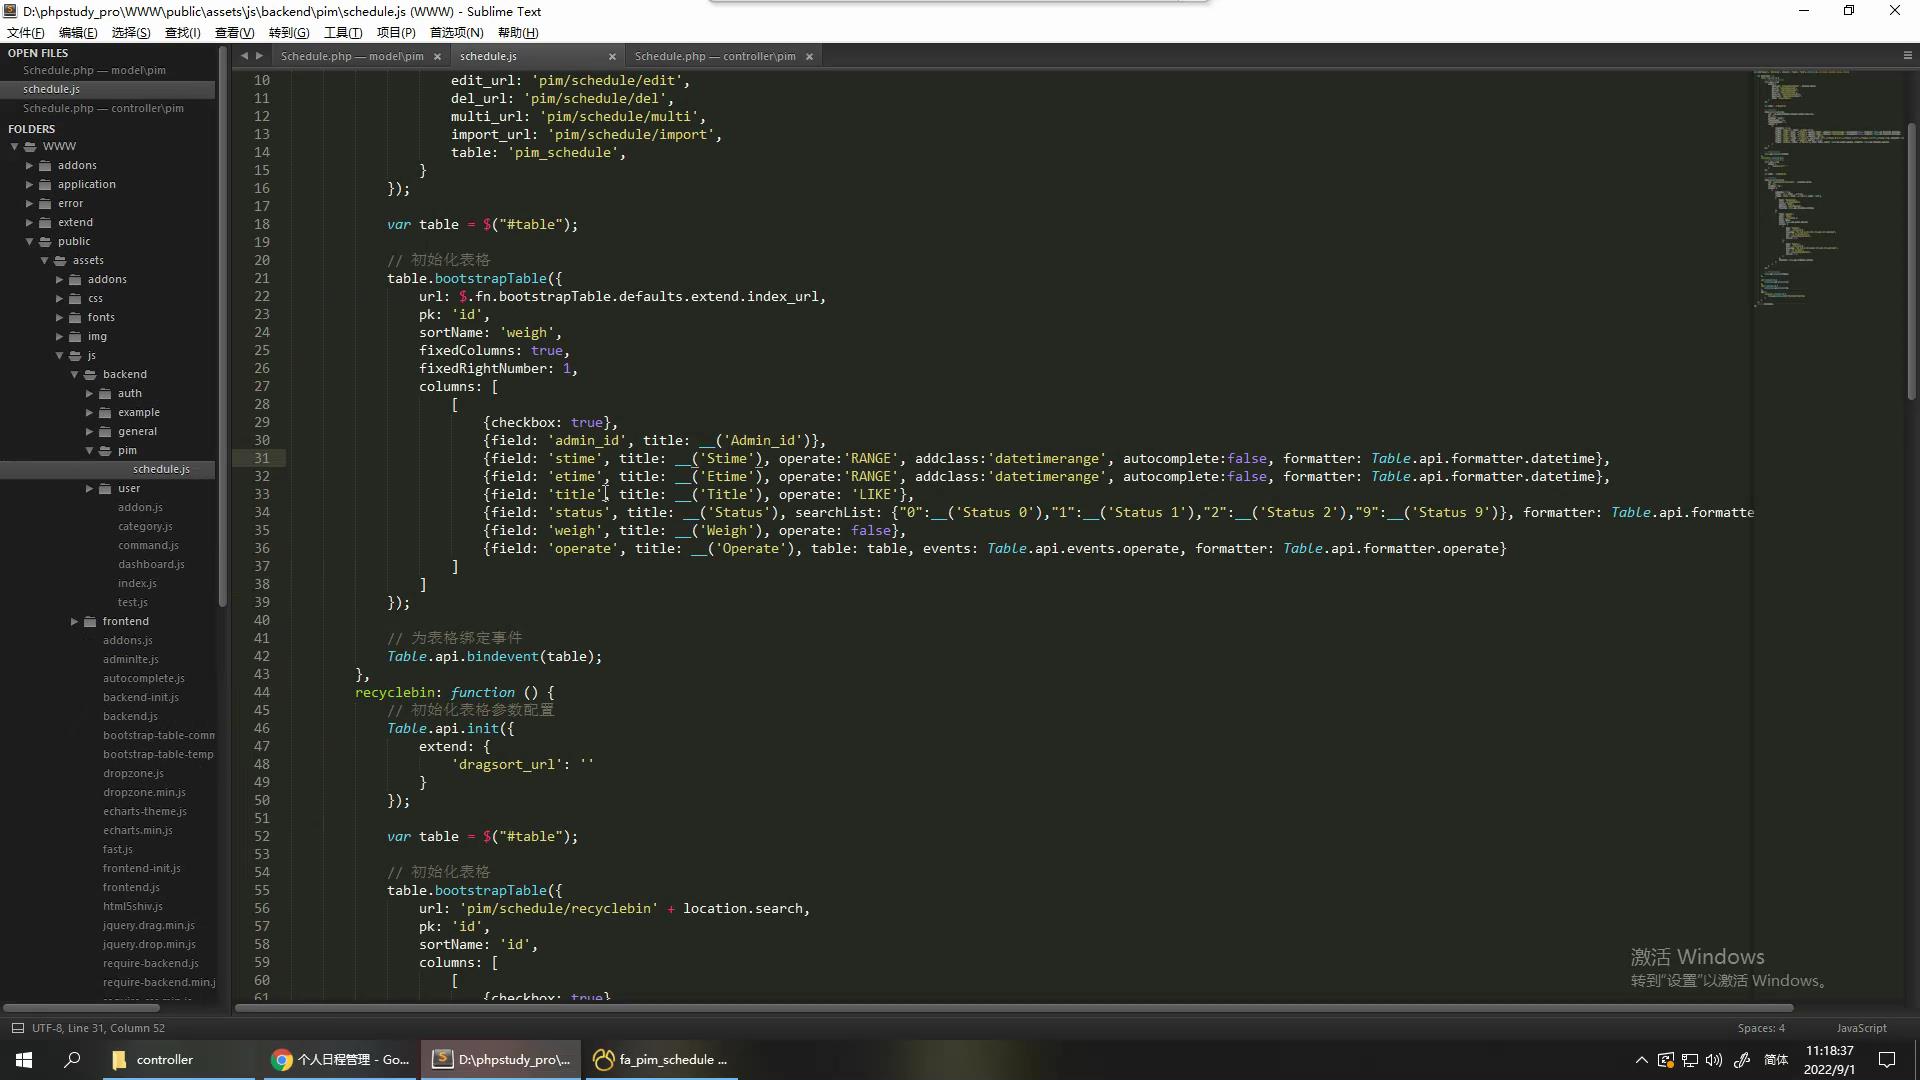 D:\phpstudy_pro\WWW\public\assets\js\backend\pim\schedule.js (WWW) - Sublime Text
文件(F) 编辑(E) 选择(S) 查找(I) 查看(V) 转到(G) 工具(T) 项目(P) 首选项(N) 帮助(H)
OPEN FILES
Schedule.php — model\pim
schedule.js
Schedule.php — controller\pim
FOLDERS
WWW
addons
application
error
extend
public
assets
addons
css
fonts
img
js
backend
auth
example
general
pim
schedule.js
user
addon.js
category.js
command.js
dashboard.js
index.js
test.js
frontend
addons.js
adminlte.js
autocomplete.js
backend-init.js
backend.js
bootstrap-table-comm
bootstrap-table-temp
dropzone.js
dropzone.min.js
echarts-theme.js
echarts.min.js
fast.js
frontend-init.js
frontend.js
html5shiv.js
jquery.drag.min.js
jquery.drop.min.js
require-backend.js
require-backend.min.j
Schedule.php — model\pim schedule.js Schedule.php — controller\pim
10 edit_url: 'pim/schedule/edit',
11 del_url: 'pim/schedule/del',
12 multi_url: 'pim/schedule/multi',
13 import_url: 'pim/schedule/import',
14 table: 'pim_schedule',
15 }
16 });
17
18 var table = $("#table");
19
20 // 初始化表格
21 table.bootstrapTable({
22 url: $.fn.bootstrapTable.defaults.extend.index_url,
23 pk: 'id',
24 sortName: 'weigh',
25 fixedColumns: true,
26 fixedRightNumber: 1,
27 columns: [
28 [
29 {checkbox: true},
30 {field: 'admin_id', title: __('Admin_id')},
31 {field: 'stime', title: __('Stime'), operate:'RANGE', addclass:'datetimerange', autocomplete:false, formatter: Table.api.formatter.datetime},
32 {field: 'etime', title: __('Etime'), operate:'RANGE', addclass:'datetimerange', autocomplete:false, formatter: Table.api.formatter.datetime},
33 {field: 'title', title: __('Title'), operate: 'LIKE'},
34 {field: 'status', title: __('Status'), searchList: {"0":__('Status 0'),"1":__('Status 1'),"2":__('Status 2'),"9":__('Status 9')}, formatter: Table.api.formatte
35 {field: 'weigh', title: __('Weigh'), operate: false},
36 {field: 'operate', title: __('Operate'), table: table, events: Table.api.events.operate, formatter: Table.api.formatter.operate}
37 ]
38 ]
39 });
40
41 // 为表格绑定事件
42 Table.api.bindevent(table);
43 },
44 recyclebin: function () {
45 // 初始化表格参数配置
46 Table.api.init({
47 extend: {
48 'dragsort_url': ''
49 }
50 });
51
52 var table = $("#table");
53
54 // 初始化表格
55 table.bootstrapTable({
56 url: 'pim/schedule/recyclebin' + location.search,
57 pk: 'id',
58 sortName: 'id',
59 columns: [
60 [
61 {checkbox: true}
激活 Windows
转到"设置"以激活 Windows。
UTF-8, Line 31, Column 52 Spaces: 4 JavaScript
controller 个人日程管理 - Go... D:\phpstudy_pro\... fa_pim_schedule ... 简体 11:18:37
2022/9/1